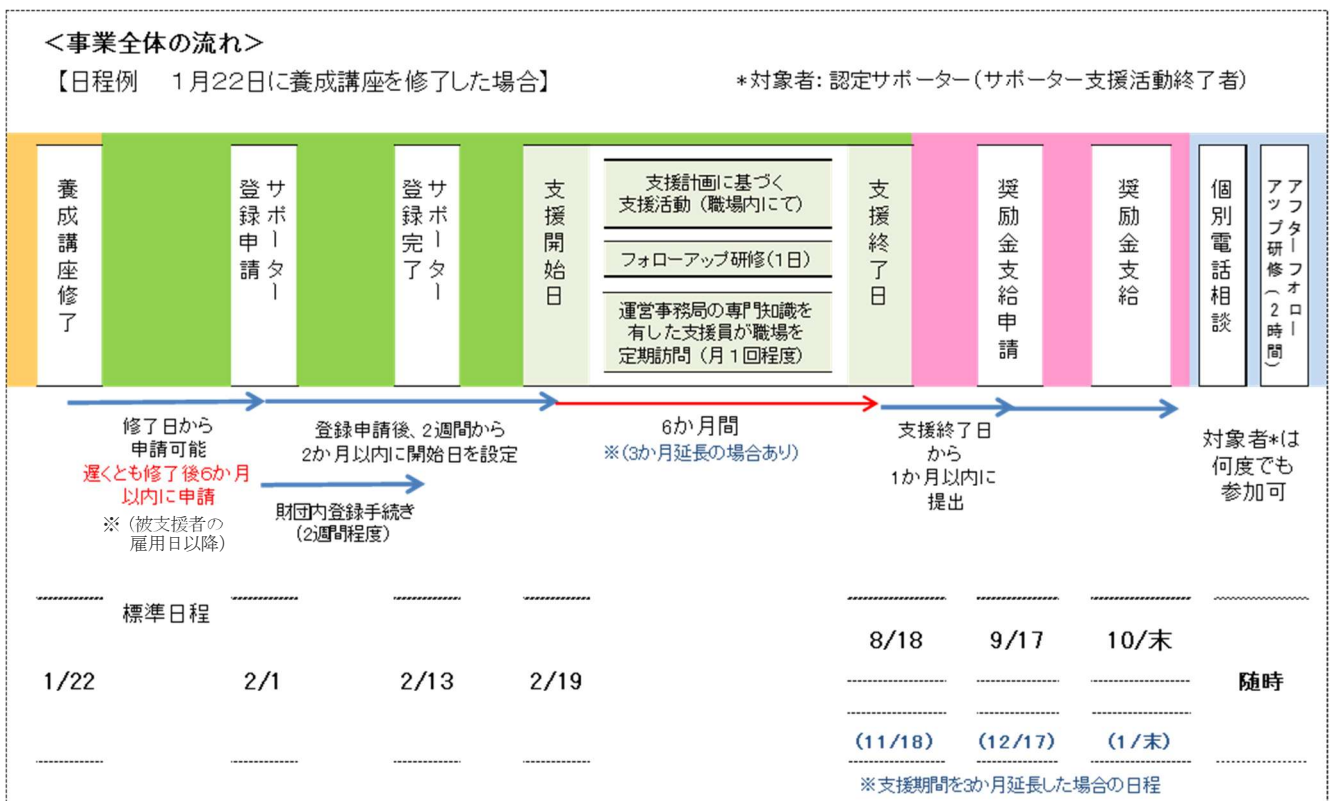 ＜事業全体の流れ＞
【日程例　１月22日に養成講座を修了した場合】
*対象者：認定サポーター（サポーター支援活動終了者）
養成講座修了
サポーター
登録申請
サポーター
登録完了
支援開始日
支援計画に基づく
支援活動（職場内にて）
フォローアップ研修(1日)
運営事務局の専門知識を
有した支援員が職場を
定期訪問（月１回程度）
支援終了日
奨励金支給申請
奨励金支給
個別電話相談
アフターフォロー
アップ研修（２時間）
修了日から
申請可能
遅くとも修了後6か月
以内に申請
※（被支援者の
雇用日以降）
登録申請後、2週間から
2か月以内に開始日を設定
財団内登録手続き
(2週間程度)
6か月間
※(3か月延長の場合あり)
支援終了日
から
1か月以内に
提出
対象者*は
何度でも
参加可
標準日程
1/22
2/1
2/13
2/19
8/18
9/17
10/末
随時
(11/18)
(12/17)
(1/末)
※支援期間を3か月延長した場合の日程